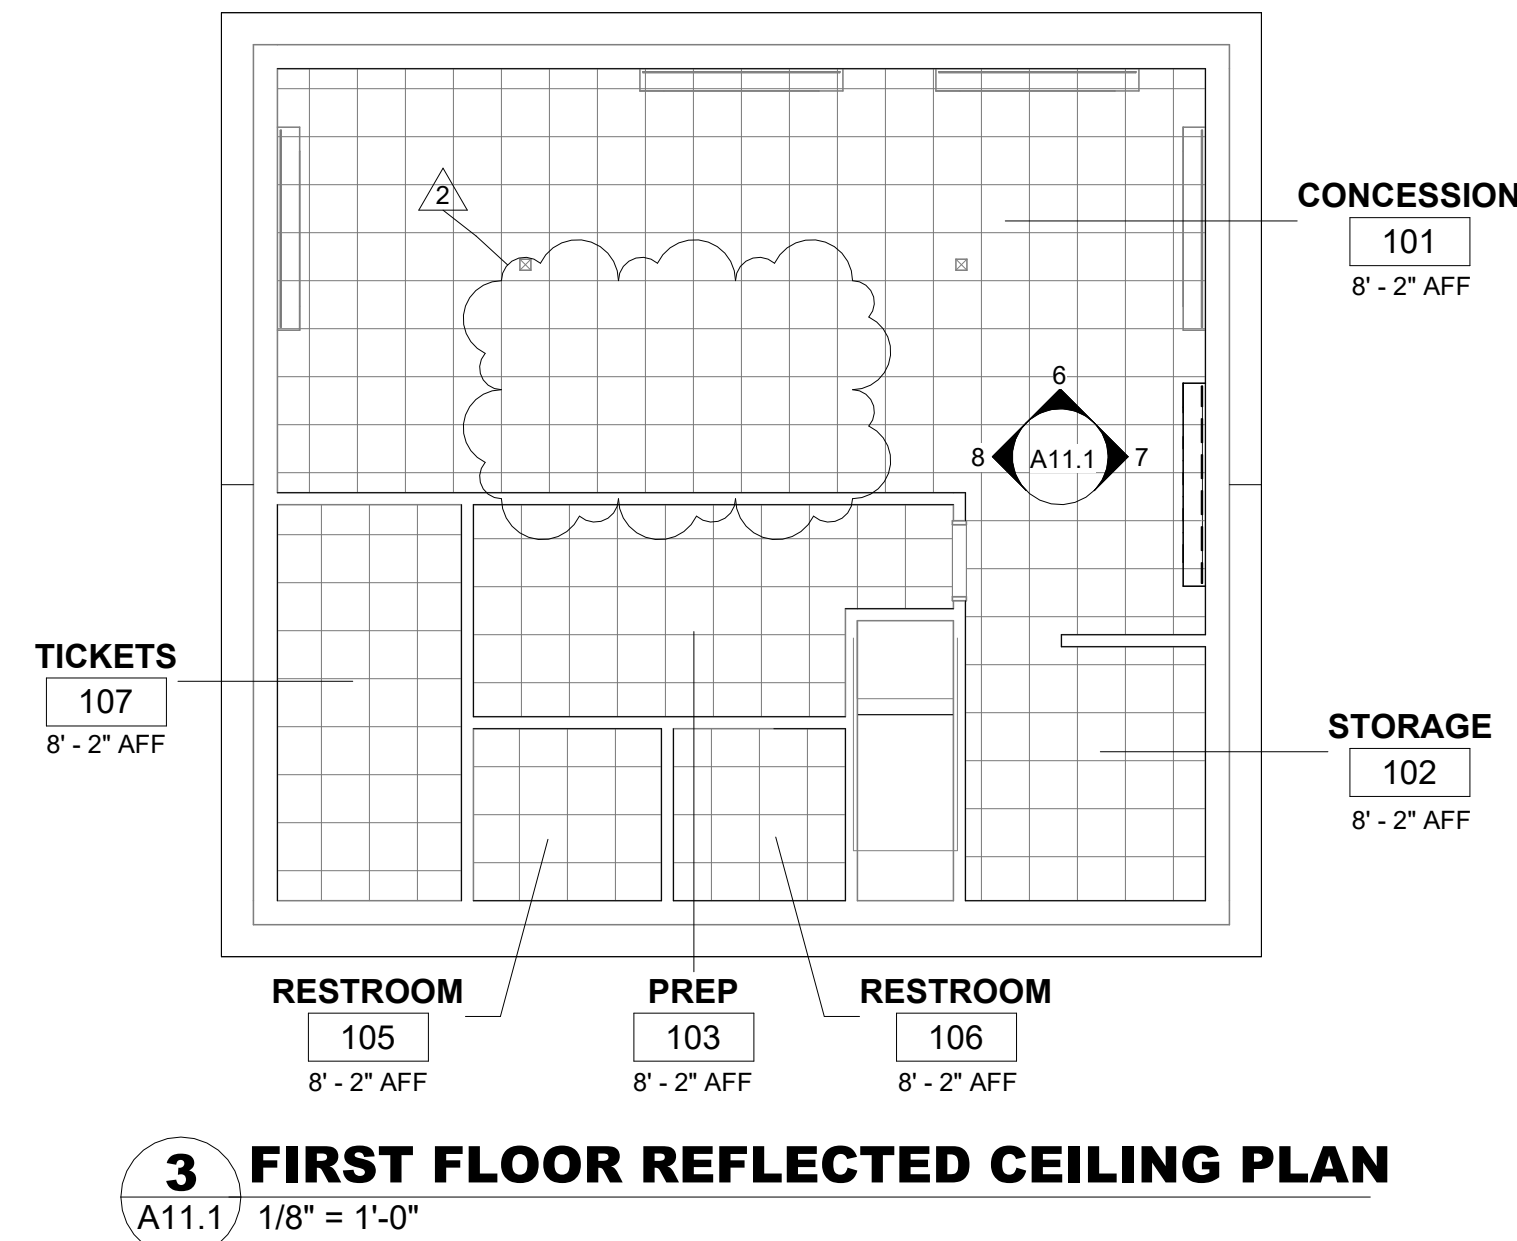 2
CONCESSION
101
8' - 2" AFF
6
8
A11.1
7
TICKETS
107
8' - 2" AFF
STORAGE
102
8' - 2" AFF
RESTROOM
105
8' - 2" AFF
PREP
103
8' - 2" AFF
RESTROOM
106
8' - 2" AFF
3
FIRST FLOOR REFLECTED CEILING PLAN
A11.1
1/8" = 1'-0"